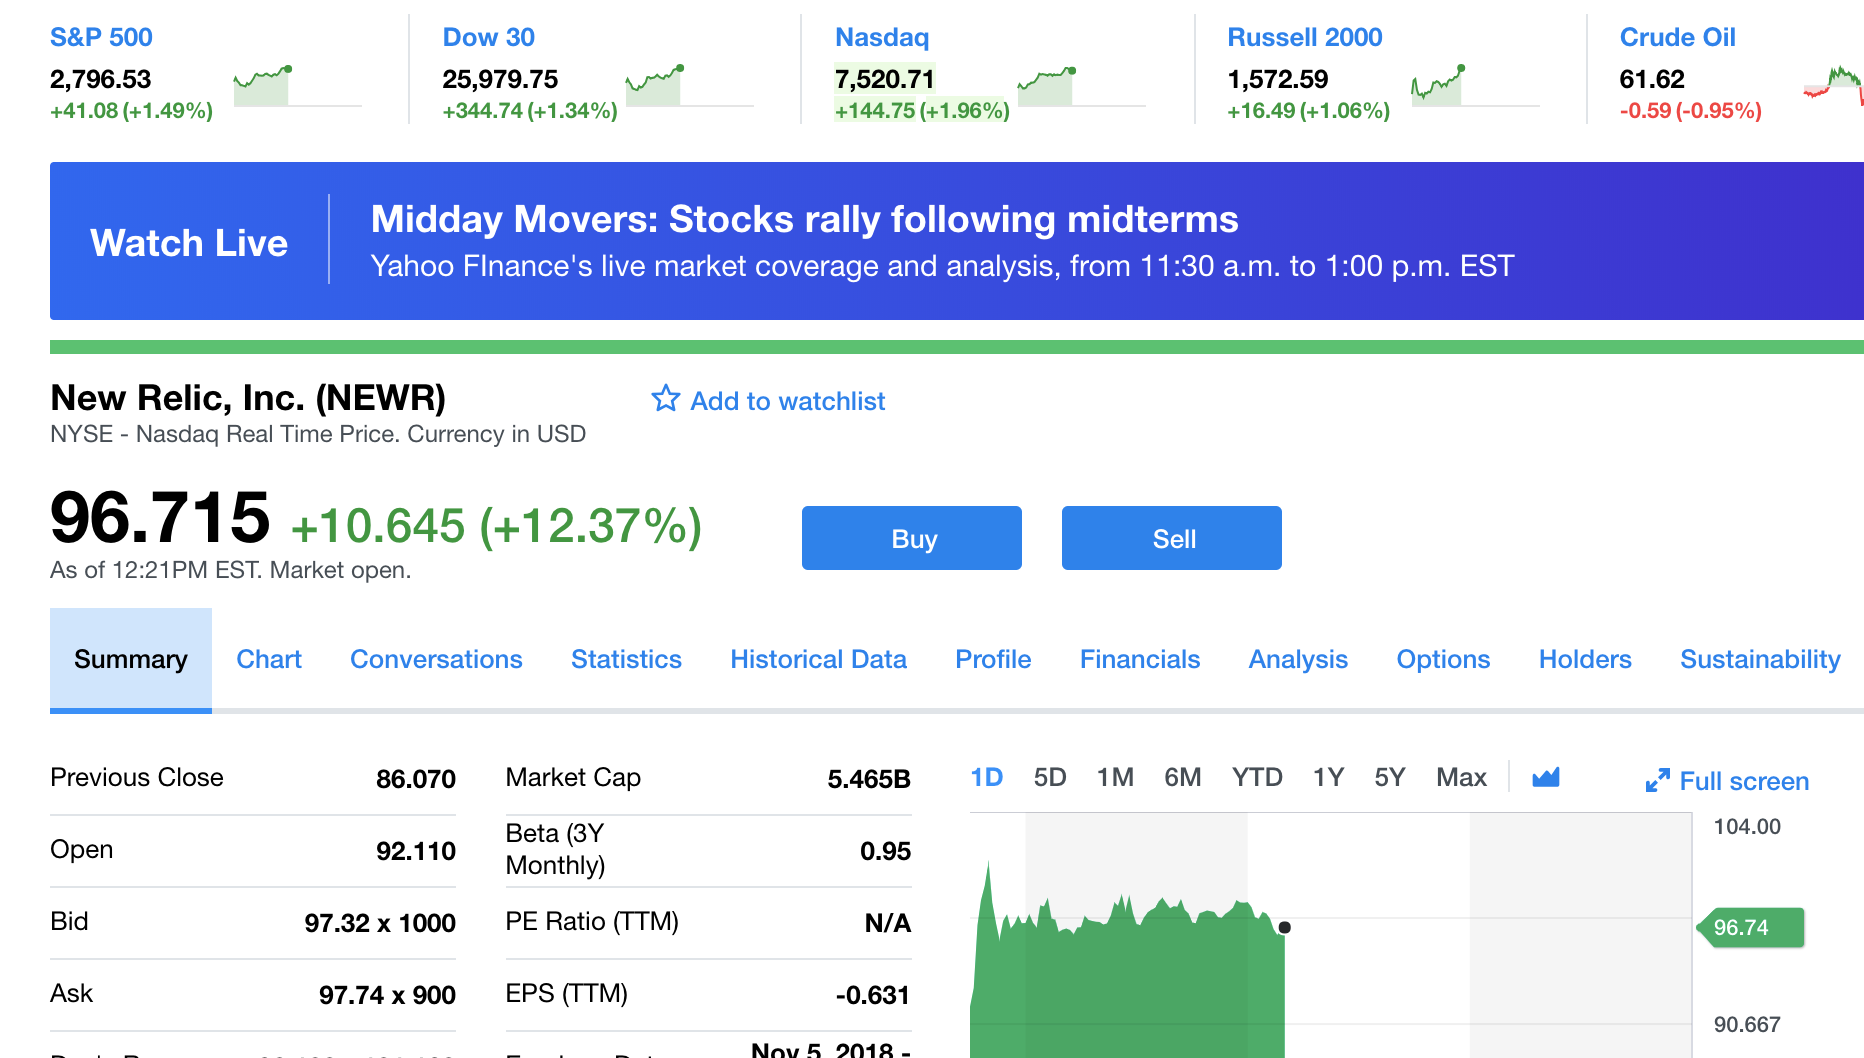 S&P 500 Dow 30 Nasdaq Russell 2000 Crude Oil
2,796.53 25,979.75 7,520.71 1,572.59 61.62
+41.08 (+1.49%) +344.74 (+1.34%) +144.75 (+1.96%) +16.49 (+1.06%) -0.59 (-0.95%)
Watch Live
Midday Movers: Stocks rally following midterms
Yahoo FInance's live market coverage and analysis, from 11:30 a.m. to 1:00 p.m. EST
New Relic, Inc. (NEWR) Add to watchlist
NYSE - Nasdaq Real Time Price. Currency in USD
96.715 +10.645 (+12.37%) Buy Sell
As of 12:21PM EST. Market open.
Summary Chart Conversations Statistics Historical Data Profile Financials Analysis Options Holders Sustainability
Previous Close 86.070
Open 92.110
Bid 97.32 x 1000
Ask 97.74 x 900
Market Cap 5.465B
Beta (3Y
Monthly) 0.95
PE Ratio (TTM) N/A
EPS (TTM) -0.631
Nov 5, 2018 -
1D 5D 1M 6M YTD 1Y 5Y Max Full screen
104.00
96.74
90.667